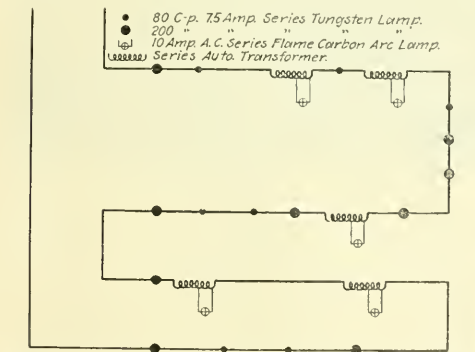 80 C-p. 7.5 Amp. Series Tungsten Lamp.
200 " " " "
10 Amp. A.C. Series Flame Carbon Arc Lamp.
Series Auto. Transformer.